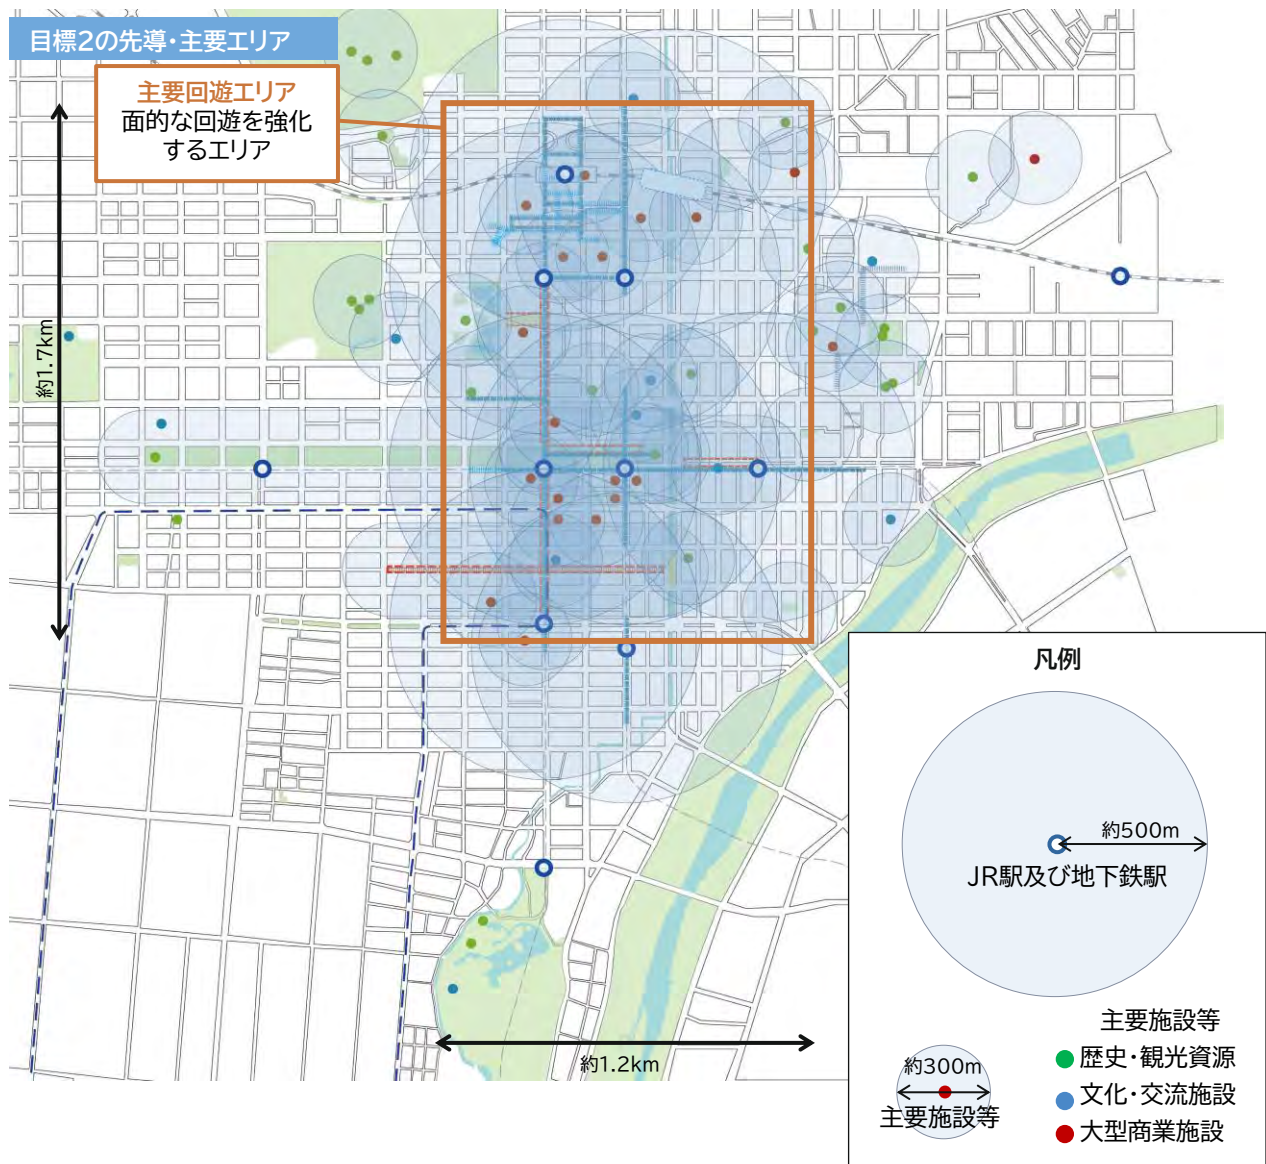 目標2の先導・主要エリア
主要回遊エリア
面的な回遊を強化
するエリア
約1.7km
約1.2km
凡例
約500m
JR駅及び地下鉄駅
主要施設等
約300m
主要施設等
歴史・観光資源
文化・交流施設
大型商業施設